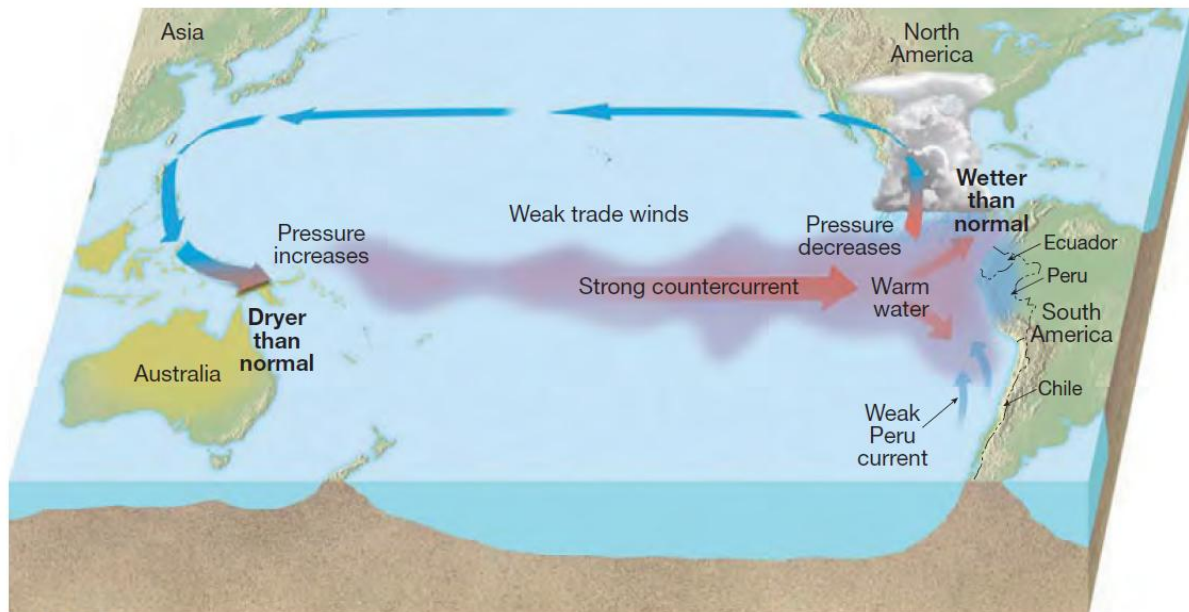 Asia
North
America
Weak trade winds
Pressure
increases
Pressure
decreases
Wetter
than
normal
Ecuador
Peru
South
America
Strong countercurrent
Warm
water
Dryer
than
normal
Australia
Chile
Weak
Peru
current